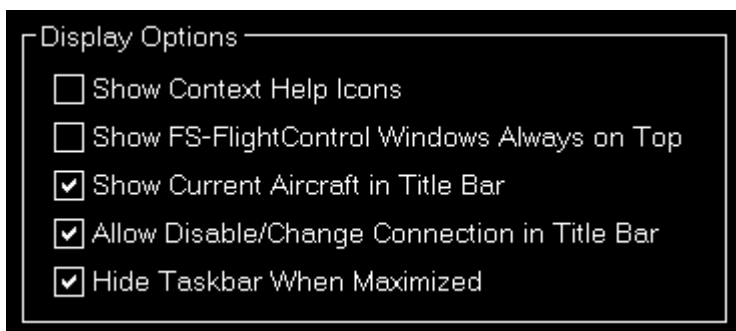 Display Options
Show Context Help Icons
Show FS-FlightControl Windows Always on Top
Show Current Aircraft in Title Bar
Allow Disable/Change Connection in Title Bar
Hide Taskbar When Maximized